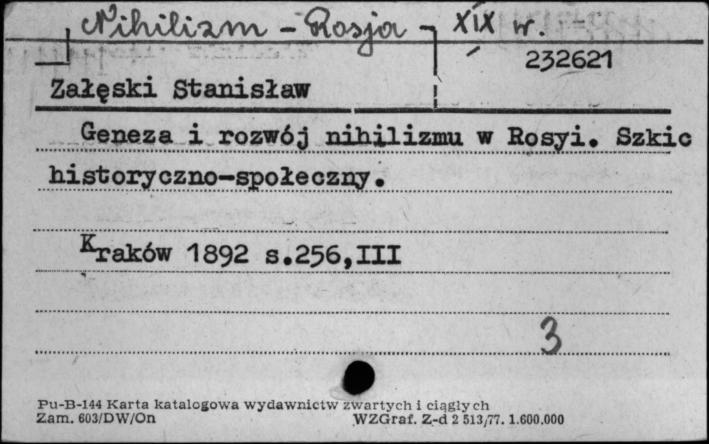 Nihilizm - Rosja - XIX w.
232621
Załęski Stanisław
Geneza i rozwój nihilizmu w Rosyi. Szkic
historyczno-społeczny.
Kraków 1892 s.256,III
3
Pu-B-144 Karta katalogowa wydawnictw zwartych i ciągłych
Zam. 603/DW/On WZGraf. Z-d 2 513/77. 1.600.000